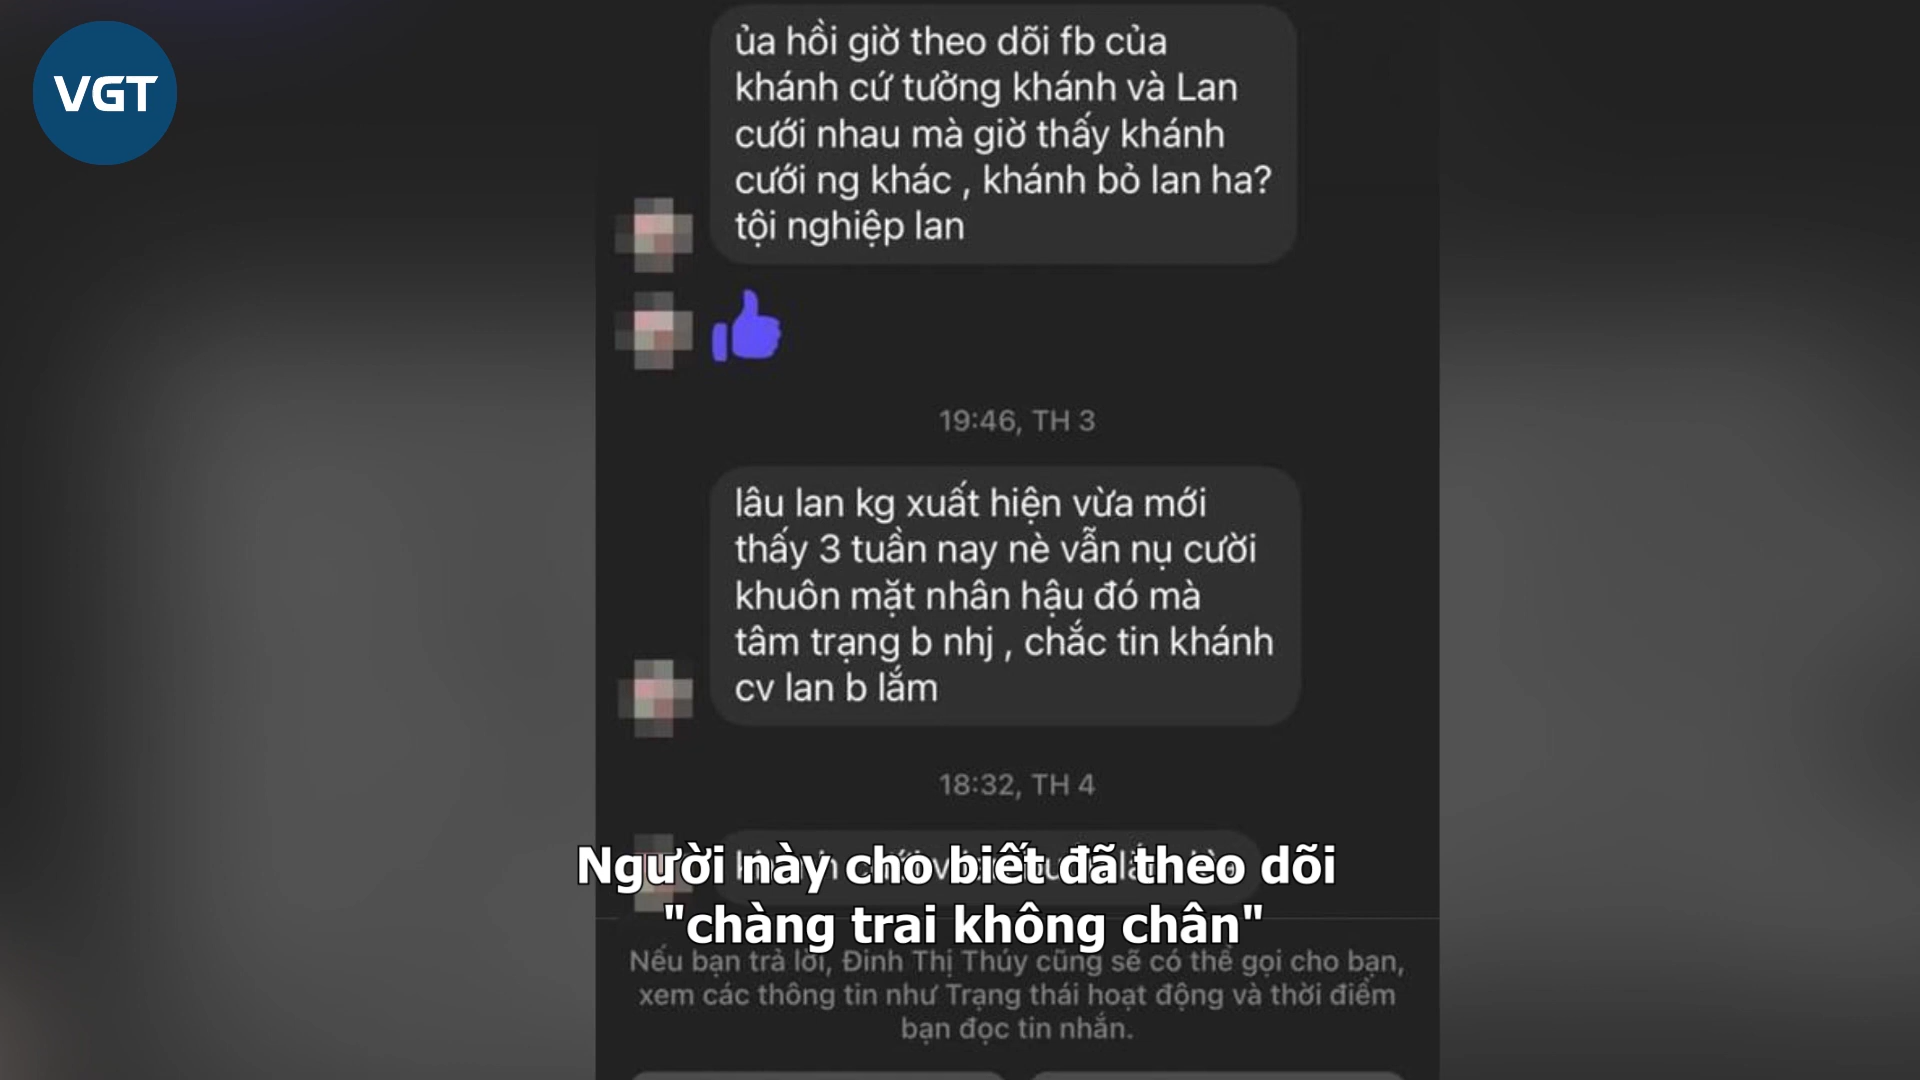 VGT
ủa hồi giờ theo dõi fb của
khánh cứ tưởng khánh và Lan
cưới nhau mà giờ thấy khánh
cưới ng khác , khánh bỏ lan ha?
tội nghiệp lan
19:46, TH 3
lâu lan kg xuất hiện vừa mới
thấy 3 tuần nay nè vẫn nụ cười
khuôn mặt nhân hậu đó mà
tâm trạng b nhj , chắc tin khánh
cv lan b lắm
18:32, TH 4
Người này cho biết đã theo dõi
"chàng trai không chân"
Nếu bạn trả lời, Đinh Thị Thúy cũng sẽ có thể gọi cho bạn,
xem các thông tin như Trạng thái hoạt động và thời điểm
bạn đọc tin nhắn.